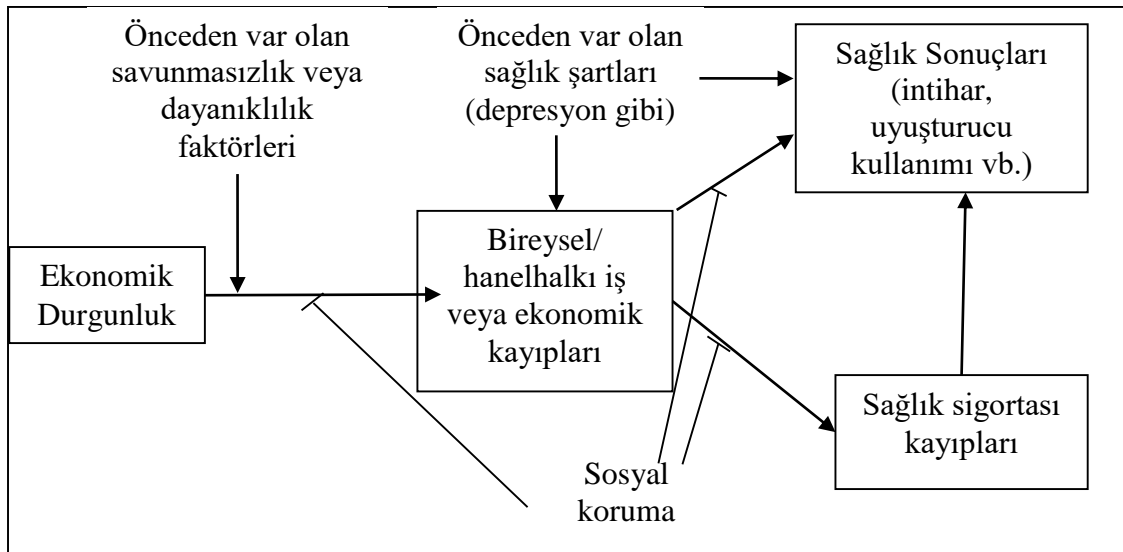 Önceden var olan
savunmasızlık veya
dayanıklılık
faktörleri
Önceden var olan
sağlık şartları
(depresyon gibi)
Sağlık Sonuçları
(intihar,
uyuşturucu
kullanımı vb.)
Ekonomik
Durgunluk
Bireysel/
hanelhalkı iş
veya ekonomik
kayıpları
Sağlık sigortası
kayıpları
Sosyal
koruma